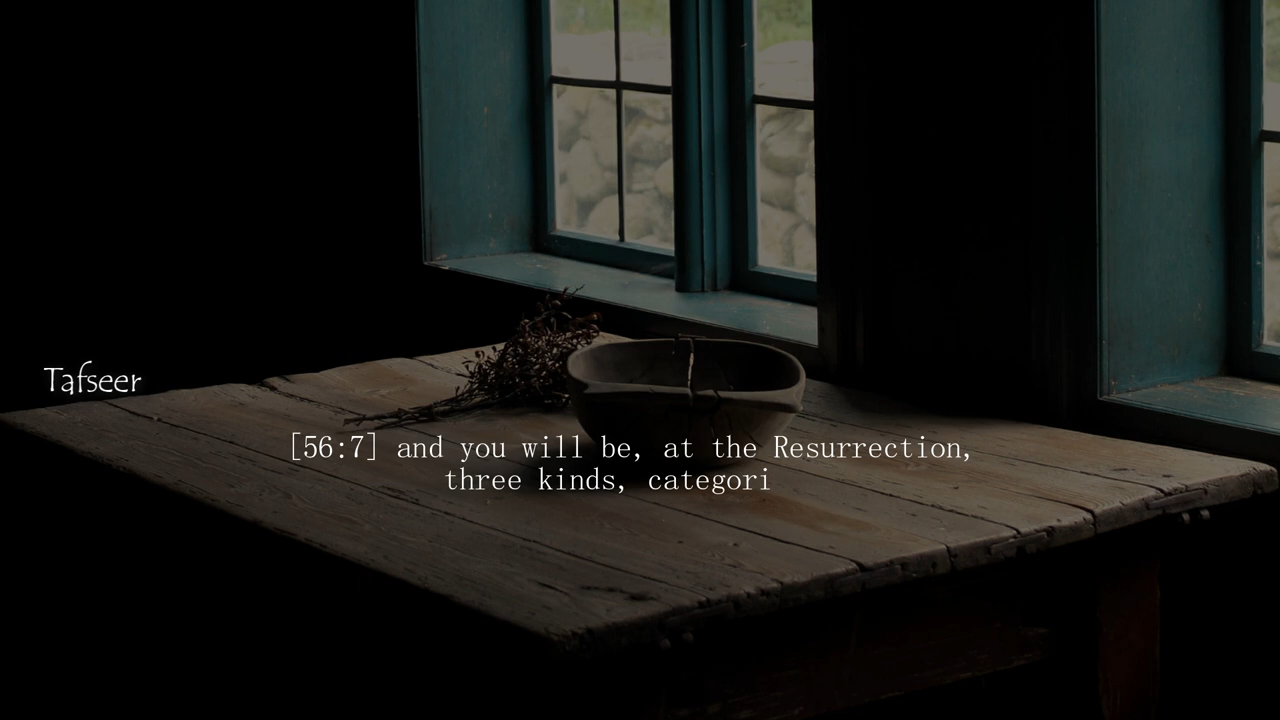 Tafseer
[56:7] and you will be, at the Resurrection,
three kinds, categori